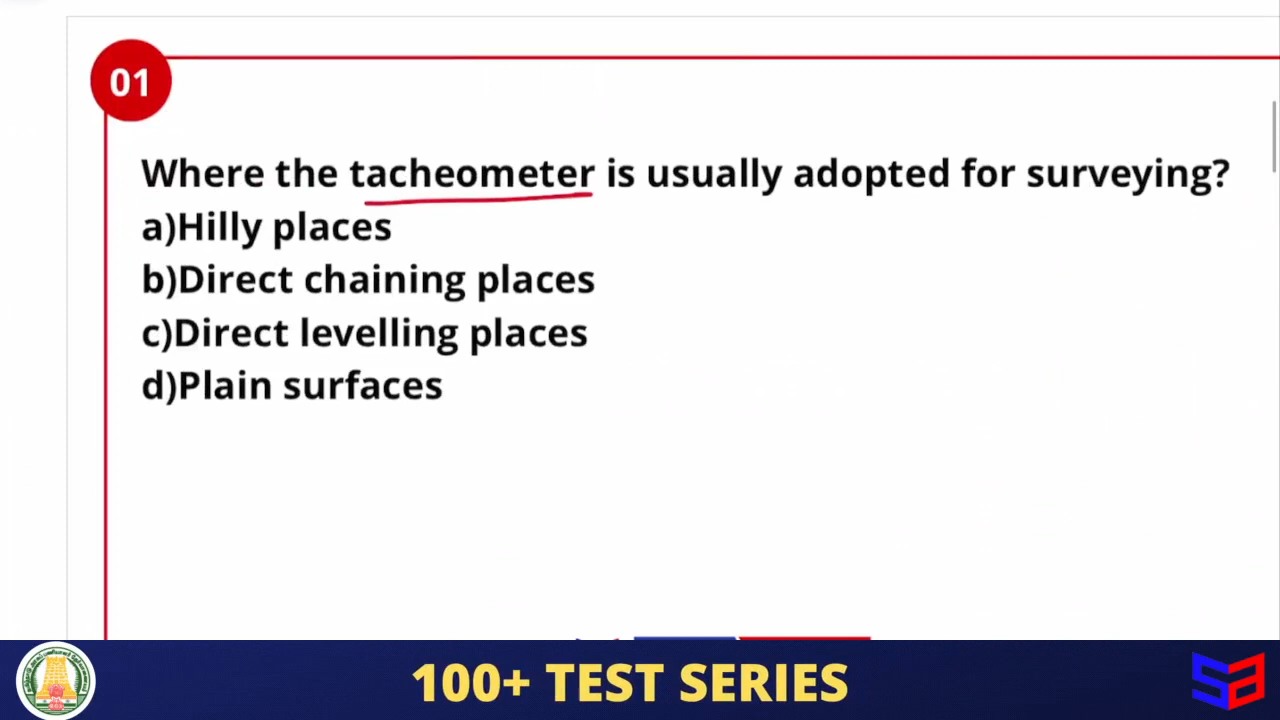 01
Where the tacheometer is usually adopted for surveying?
a)Hilly places
b)Direct chaining places
c)Direct levelling places
d)Plain surfaces
100+ TEST SERIES
SA